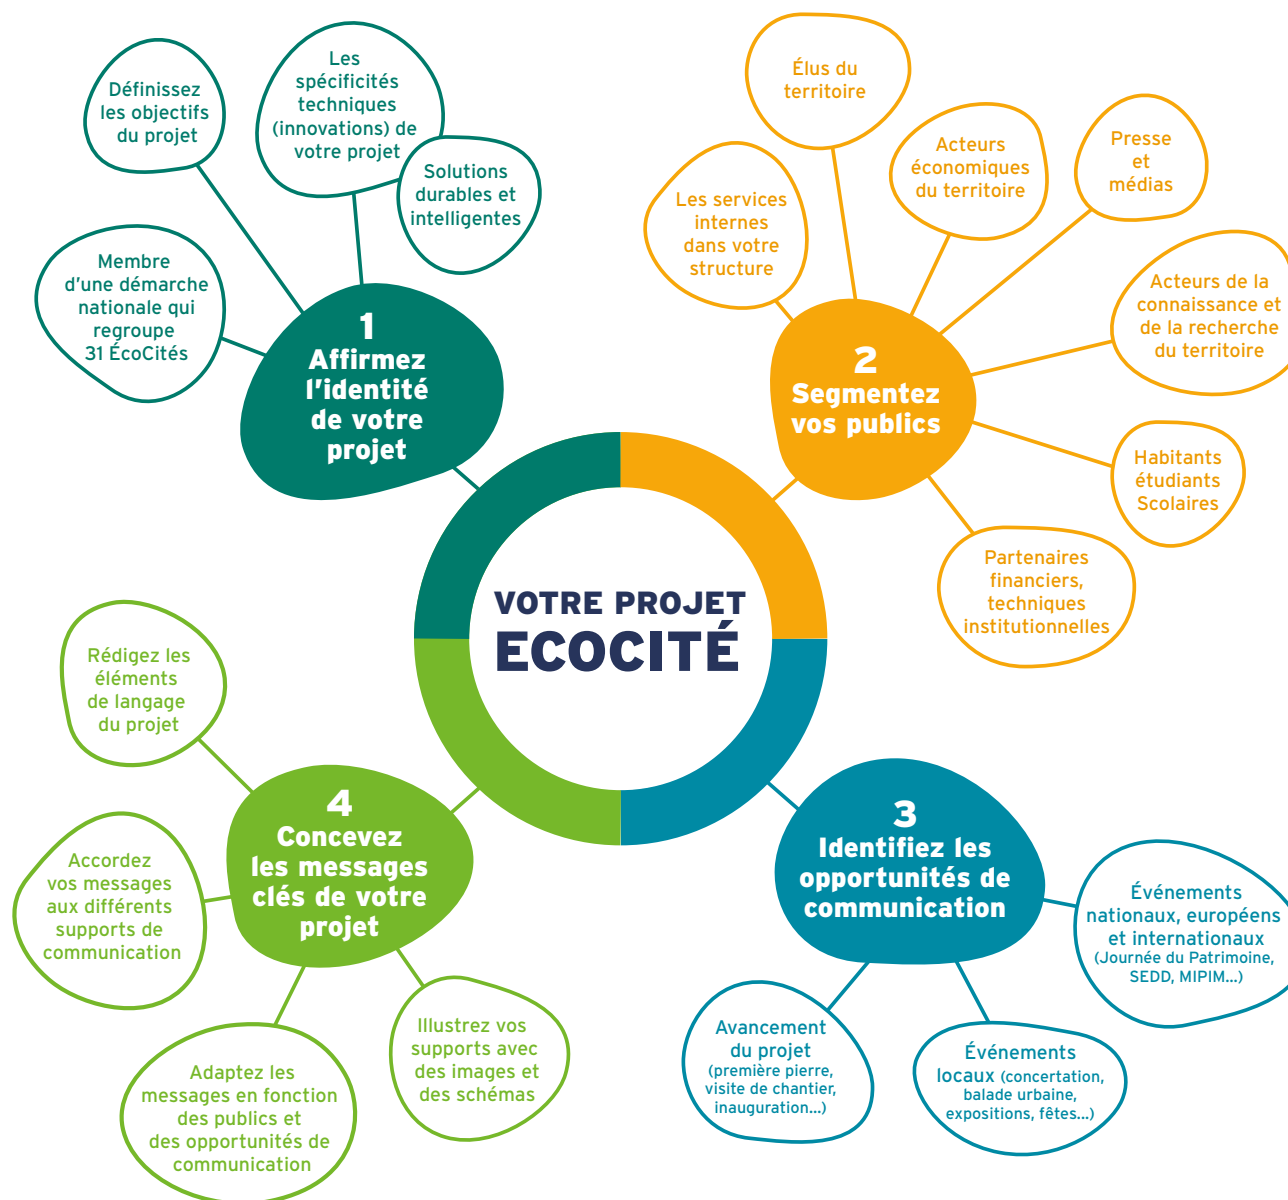 VOTRE PROJET
ECOCITÉ
1
Affirmez
l'identité
de votre
projet
Définissez
les objectifs
du projet
Les
spécificités
techniques
(innovations) de
votre projet
Solutions
durables et
intelligentes
Membre
d'une démarche
nationale qui
regroupe
31 ÉcoCités
2
Segmentez
vos publics
Les services
internes
dans votre
structure
Élus du
territoire
Acteurs
économiques
du territoire
Presse
et
médias
Acteurs de la
connaissance et
de la recherche
du territoire
Habitants
étudiants
Scolaires
Partenaires
financiers,
techniques
institutionnelles
3
Identifiez les
opportunités de
communication
Événements
nationaux, européens
et internationaux
(Journée du Patrimoine,
SEDD, MIPIM...)
Événements
locaux (concertation,
balade urbaine,
expositions, fêtes...)
Avancement
du projet
(première pierre,
visite de chantier,
inauguration...)
4
Concevez
les messages
clés de votre
projet
Rédigez les
éléments
de langage
du projet
Accordez
vos messages
aux différents
supports de
communication
Adaptez les
messages en fonction
des publics et
des opportunités de
communication
Illustrez vos
supports avec
des images et
des schémas